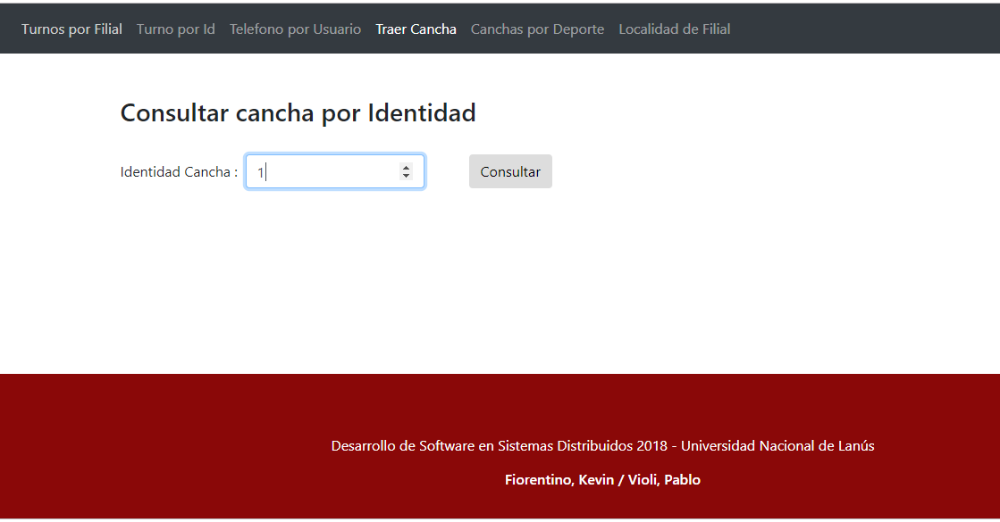 Turnos por Filial Turno por Id Telefono por Usuario Traer Cancha Canchas por Deporte Localidad de Filial
Consultar cancha por Identidad
Identidad Cancha : 1 Consultar
Desarrollo de Software en Sistemas Distribuidos 2018 - Universidad Nacional de Lanús
Fiorentino, Kevin / Violi, Pablo